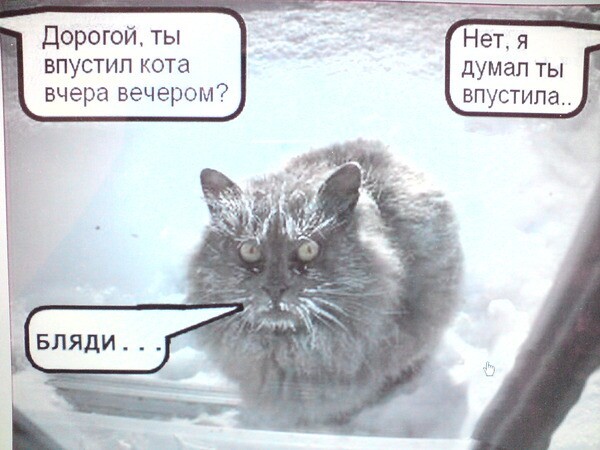 Дорогой, ты
впустил кота
вчера вечером?
Нет, я
думал ты
впустила..
БЛЯДИ...